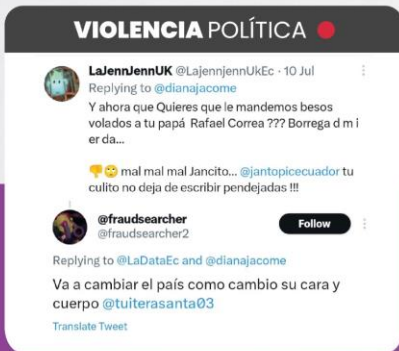 VIOLENCIA POLÍTICA
LaJennJennUK @LajennjennUkEc · 10 Jul
Replying to @dianajacome
Y ahora que Quieres que le mandemos besos
volados a tu papá Rafael Correa ??? Borrega d m i
er da...
👎🙄 mal mal mal Jancito... @jantopicecuador tu
culito no deja de escribir pendejadas !!!
@fraudsearcher
@fraudsearcher2
Follow
Replying to @LaDataEc and @dianajacome
Va a cambiar el país como cambio su cara y
cuerpo @tuiterasanta03
Translate Tweet